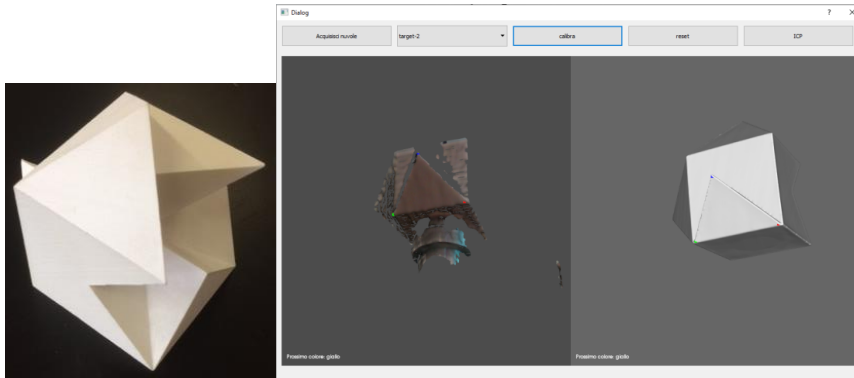 Dialog
? ×
Acquisisci nuvole
target-2
calibra
reset
ICP
Prossimo colore: giallo
Prossimo colore: giallo